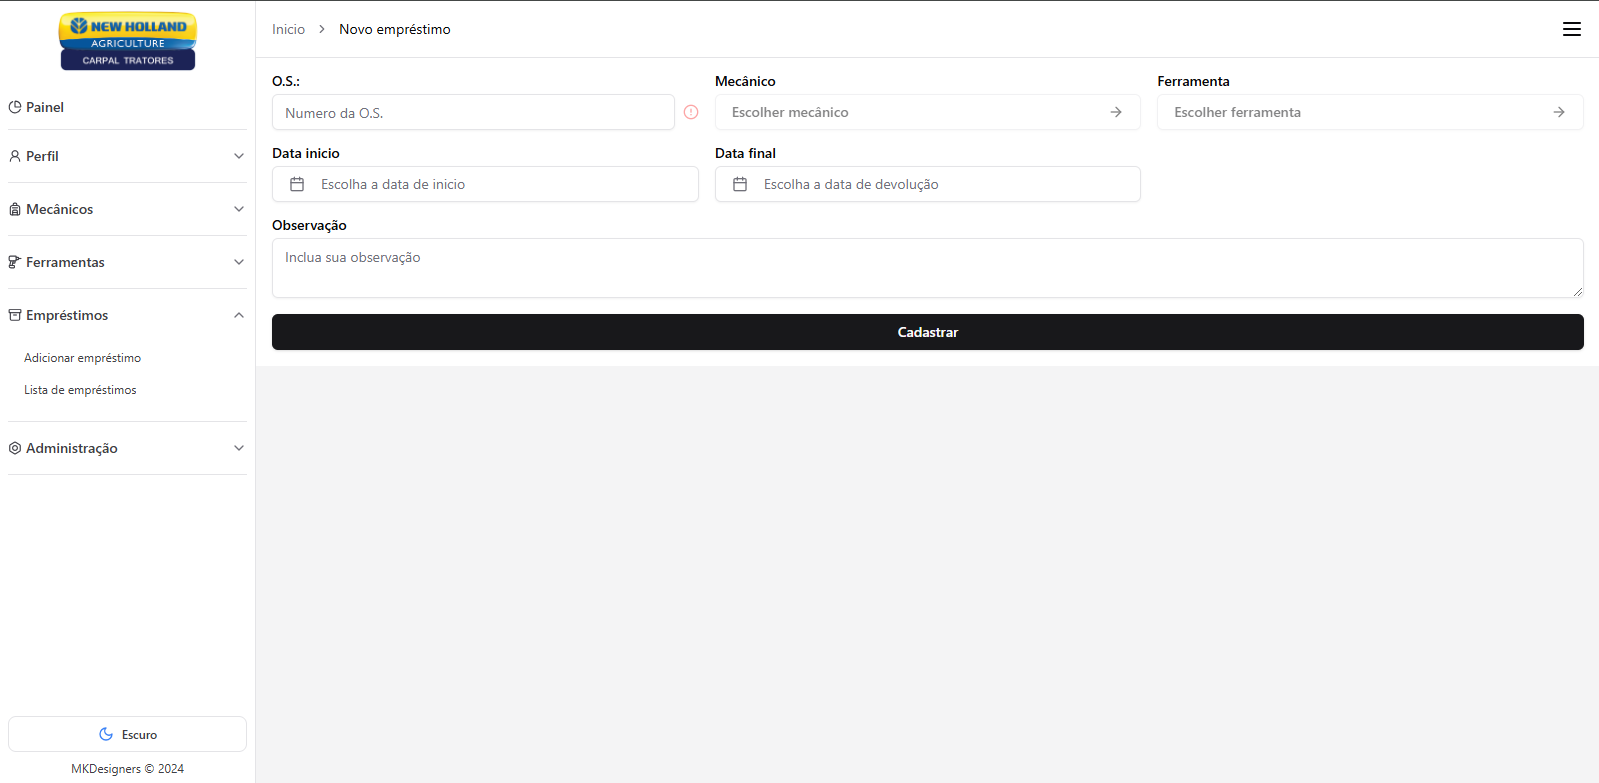 NEW HOLLAND
AGRICULTURE
CARPAL TRATORES
Painel
Perfil
Mecânicos
Ferramentas
Empréstimos
Adicionar empréstimo
Lista de empréstimos
Administração
Escuro
MKDesigners © 2024
Inicio > Novo empréstimo
O.S.:
Numero da O.S.
Mecânico
Escolher mecânico
Ferramenta
Escolher ferramenta
Data inicio
Escolha a data de inicio
Data final
Escolha a data de devolução
Observação
Inclua sua observação
Cadastrar